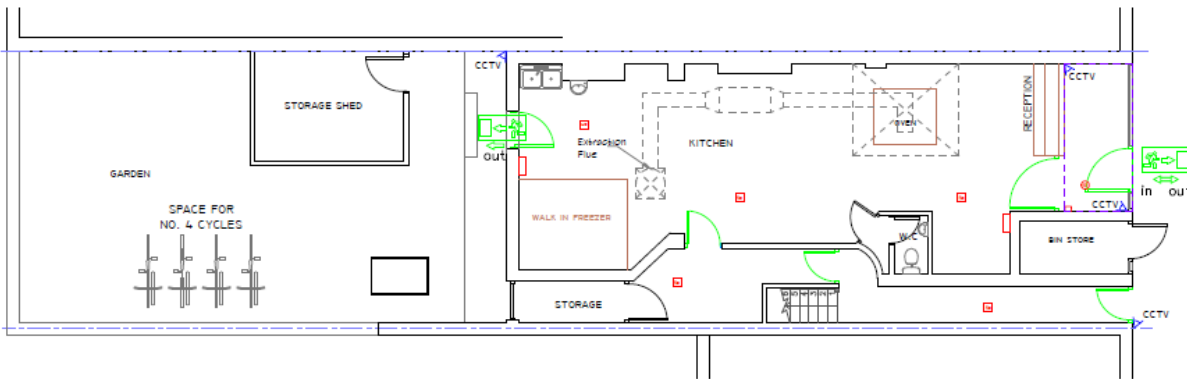 CCTV
CCTV
STORAGE SHED
RECEPTION
OVEN
out
Extraction
Flue
KITCHEN
GARDEN
in out
SPACE FOR
NO. 4 CYCLES
CCTV
WALK IN FREEZER
W.C
BIN STORE
STORAGE
CCTV